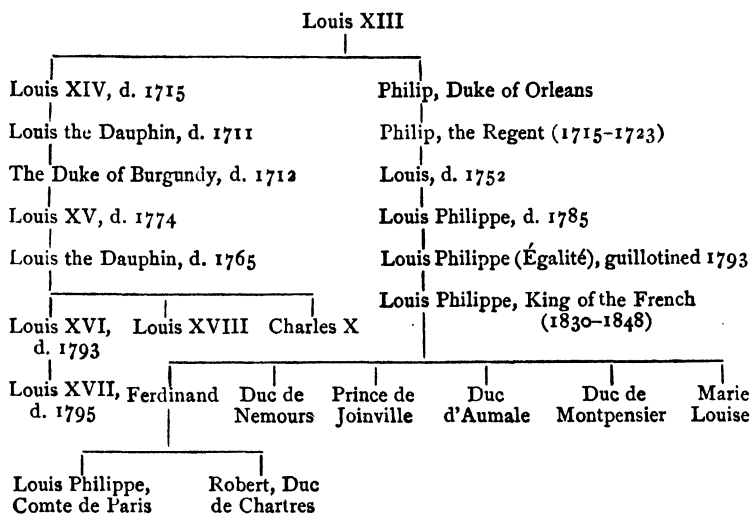 Louis XIII
Louis XIV, d. 1715
Philip, Duke of Orleans
Louis the Dauphin, d. 1711
Philip, the Regent (1715–1723)
The Duke of Burgundy, d. 1712
Louis, d. 1752
Louis XV, d. 1774
Louis Philippe, d. 1785
Louis the Dauphin, d. 1765
Louis Philippe (Égalité), guillotined 1793
Louis Philippe, King of the French
(1830–1848)
Louis XVI,
d. 1793
Louis XVIII
Charles X
Louis XVII,
d. 1795
Ferdinand
Duc de
Nemours
Prince de
Joinville
Duc
d'Aumale
Duc de
Montpensier
Marie
Louise
Louis Philippe,
Comte de Paris
Robert, Duc
de Chartres